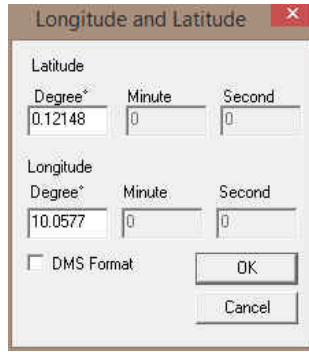 Longitude and Latitude
Latitude
Degree* Minute Second
0.12148 0 0
Longitude
Degree* Minute Second
10.0577 0 0
DMS Format OK
Cancel